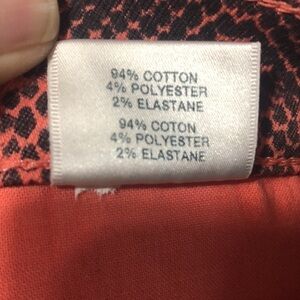 94% COTTON
4% POLYESTER
2% ELASTANE
94% COTON
4% POLYESTER
2% ELASTANE